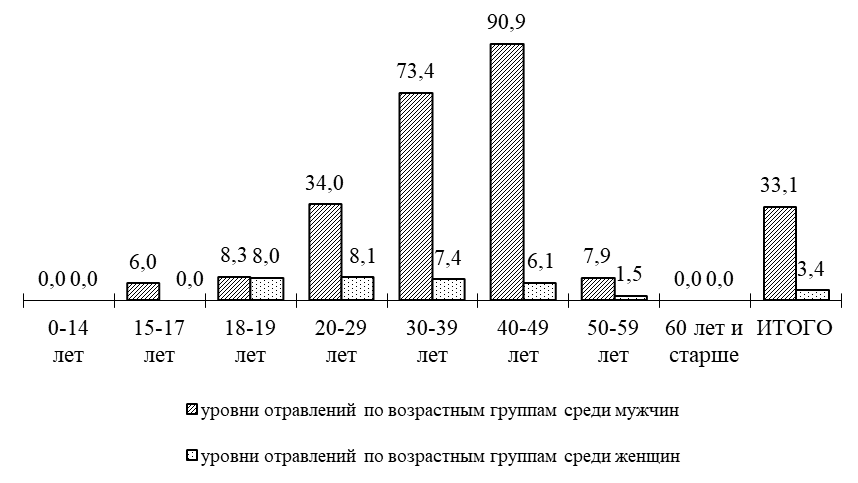 90,9
73,4
34,0
33,1
6,0
8,3
8,0
8,1
7,4
6,1
7,9
1,5
3,4
0,0 0,0
0,0
0,0 0,0
0-14 лет
15-17 лет
18-19 лет
20-29 лет
30-39 лет
40-49 лет
50-59 лет
60 лет и старше
ИТОГО
уровни отравлений по возрастным группам среди мужчин
уровни отравлений по возрастным группам среди женщин